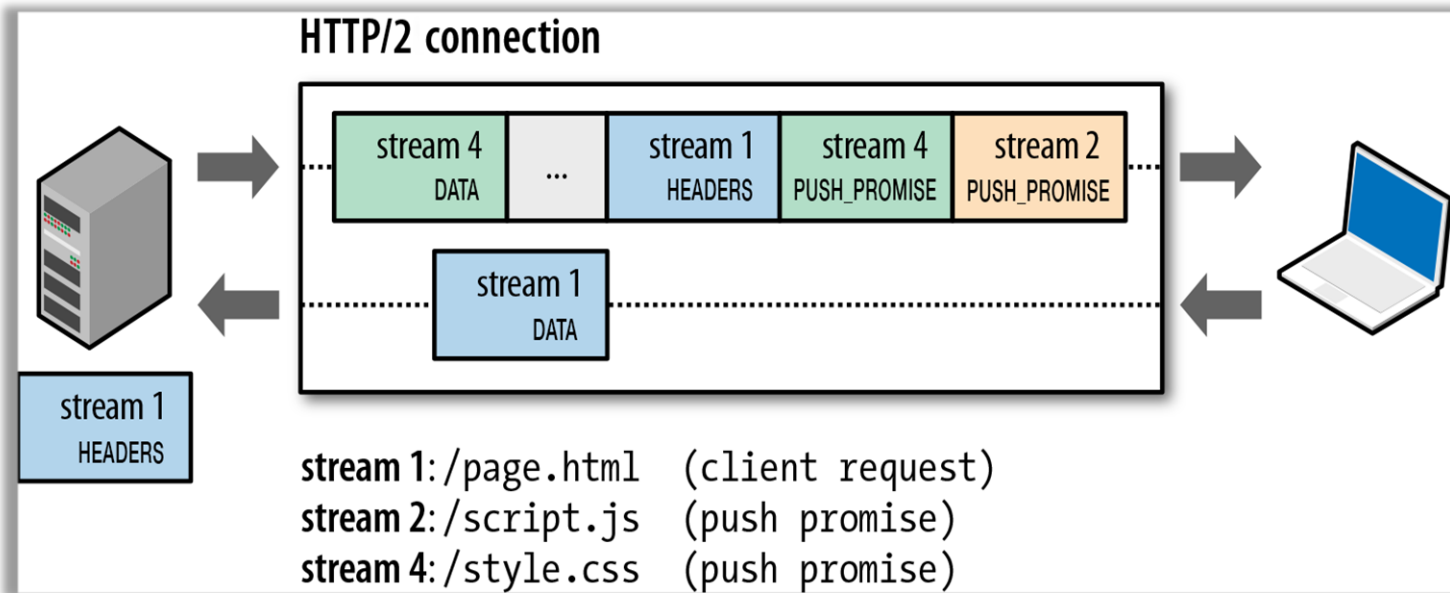 HTTP/2 connection
stream 4
DATA
...
stream 1
HEADERS
stream 4
PUSH_PROMISE
stream 2
PUSH_PROMISE
stream 1
DATA
stream 1
HEADERS
stream 1: /page.html (client request)
stream 2: /script.js (push promise)
stream 4: /style.css (push promise)